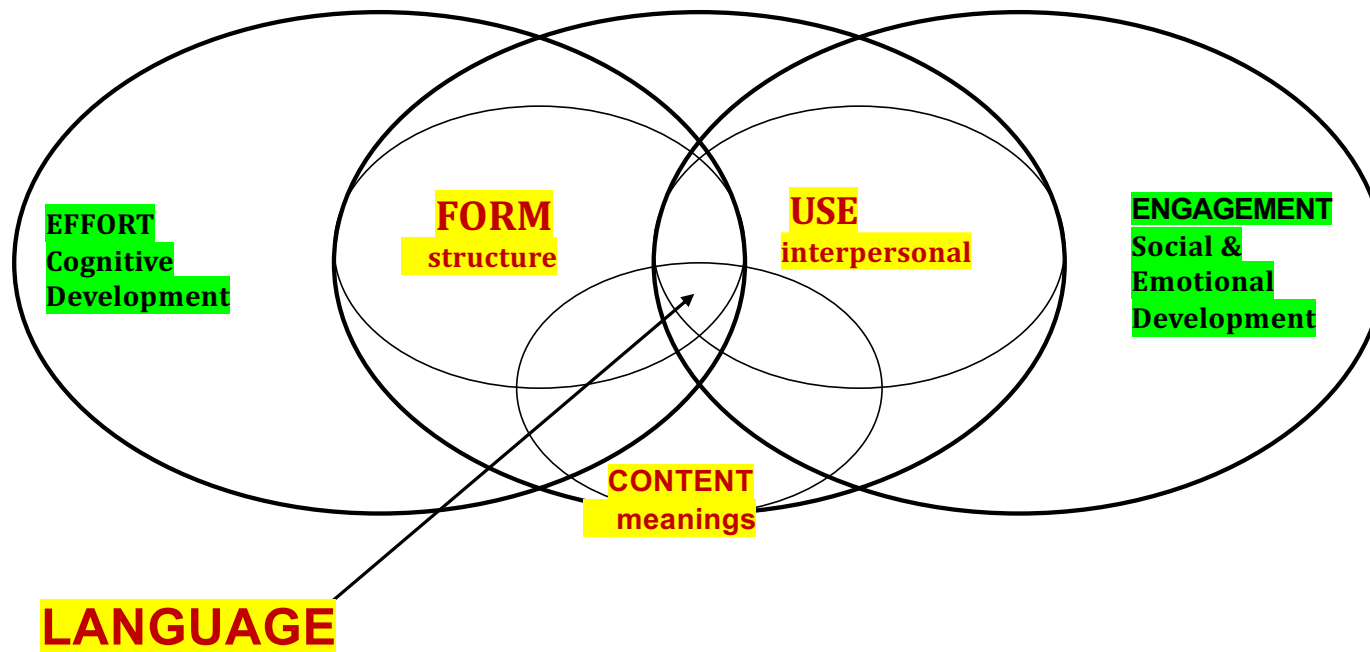 EFFORT
Cognitive
Development
FORM
structure
USE
interpersonal
ENGAGEMENT
Social &
Emotional
Development
CONTENT
meanings
LANGUAGE